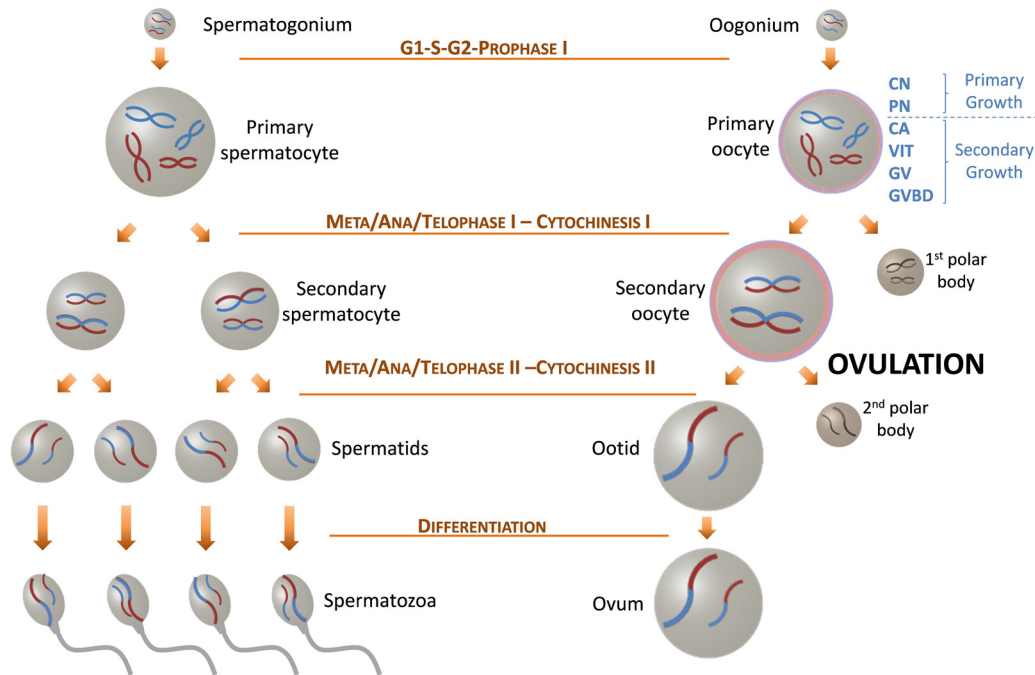 Spermatogonium
Oogonium
G1-S-G2-Prophase I
CN
PN
Primary
Growth
CA
VIT
GV
GVBD
Secondary
Growth
Primary
spermatocyte
Primary
oocyte
Meta/Ana/Telophase I – Cytochinesis I
1st polar
body
Secondary
spermatocyte
Secondary
oocyte
Meta/Ana/Telophase II –Cytochinesis II
OVULATION
2nd polar
body
Spermatids
Ootid
Differentiation
Spermatozoa
Ovum